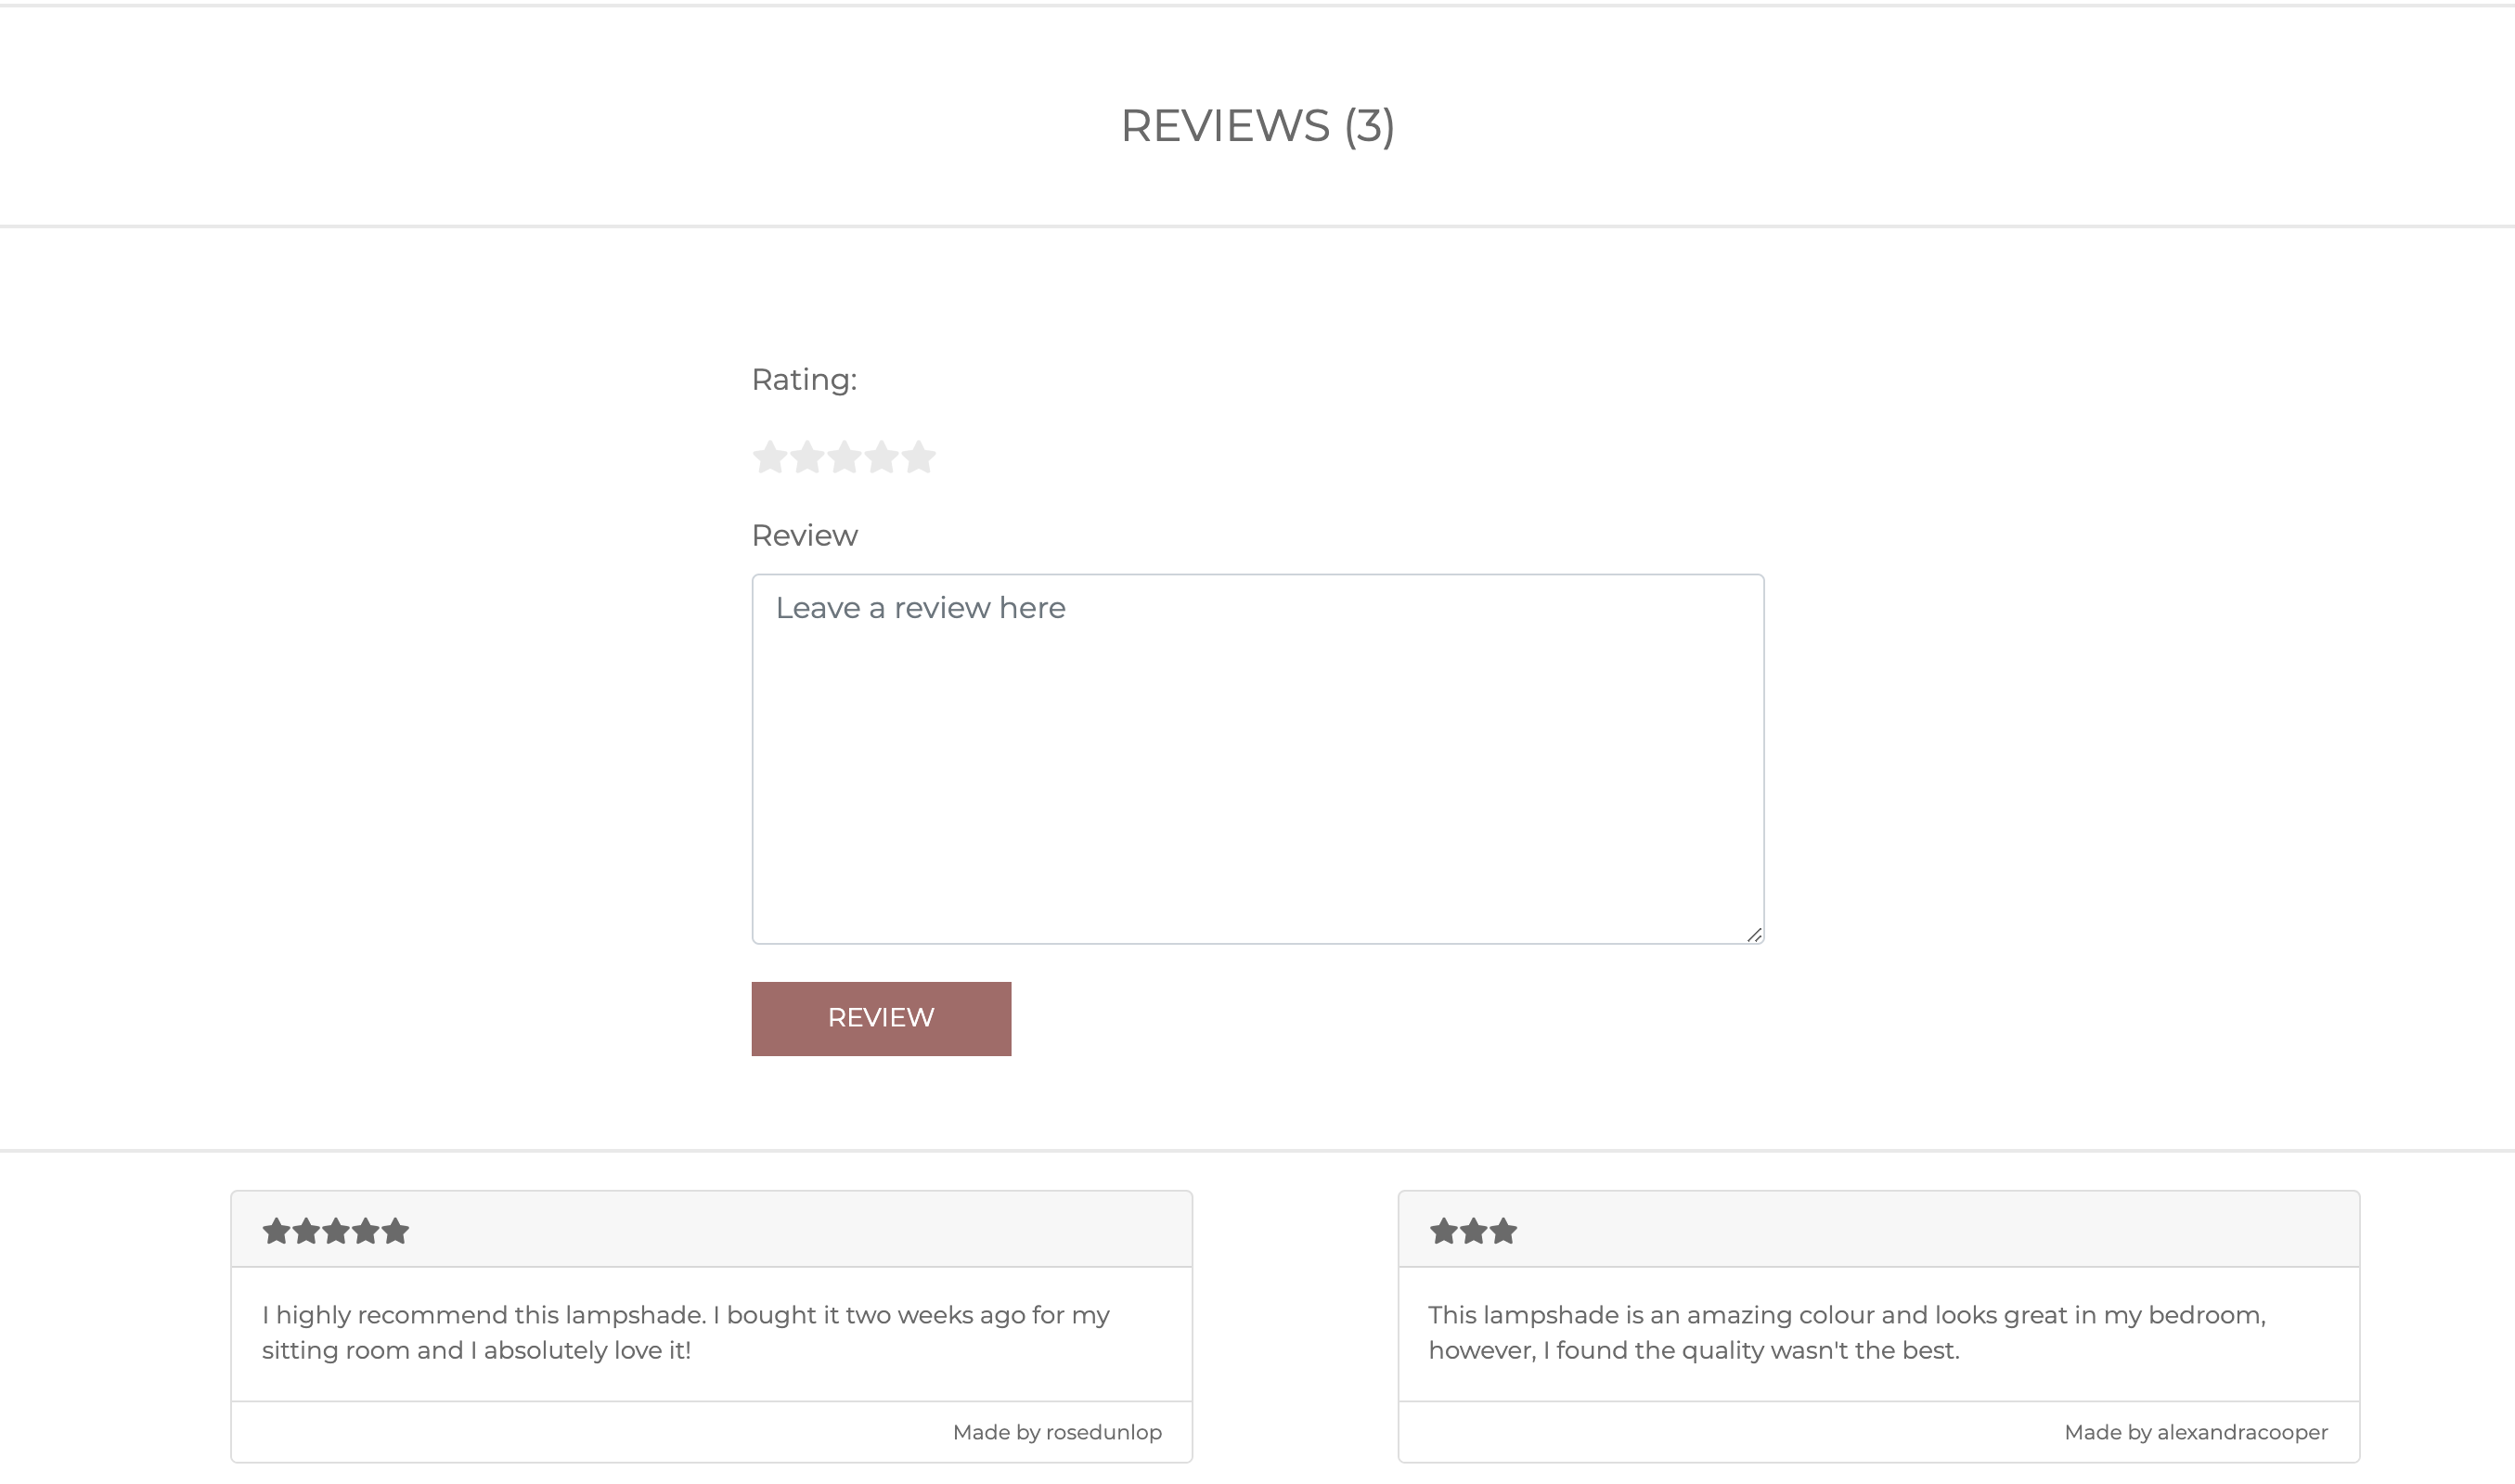 REVIEWS (3)
Rating:
Review
Leave a review here
REVIEW
I highly recommend this lampshade. I bought it two weeks ago for my
sitting room and I absolutely love it!
Made by rosedunlop
This lampshade is an amazing colour and looks great in my bedroom,
however, I found the quality wasn't the best.
Made by alexandracooper